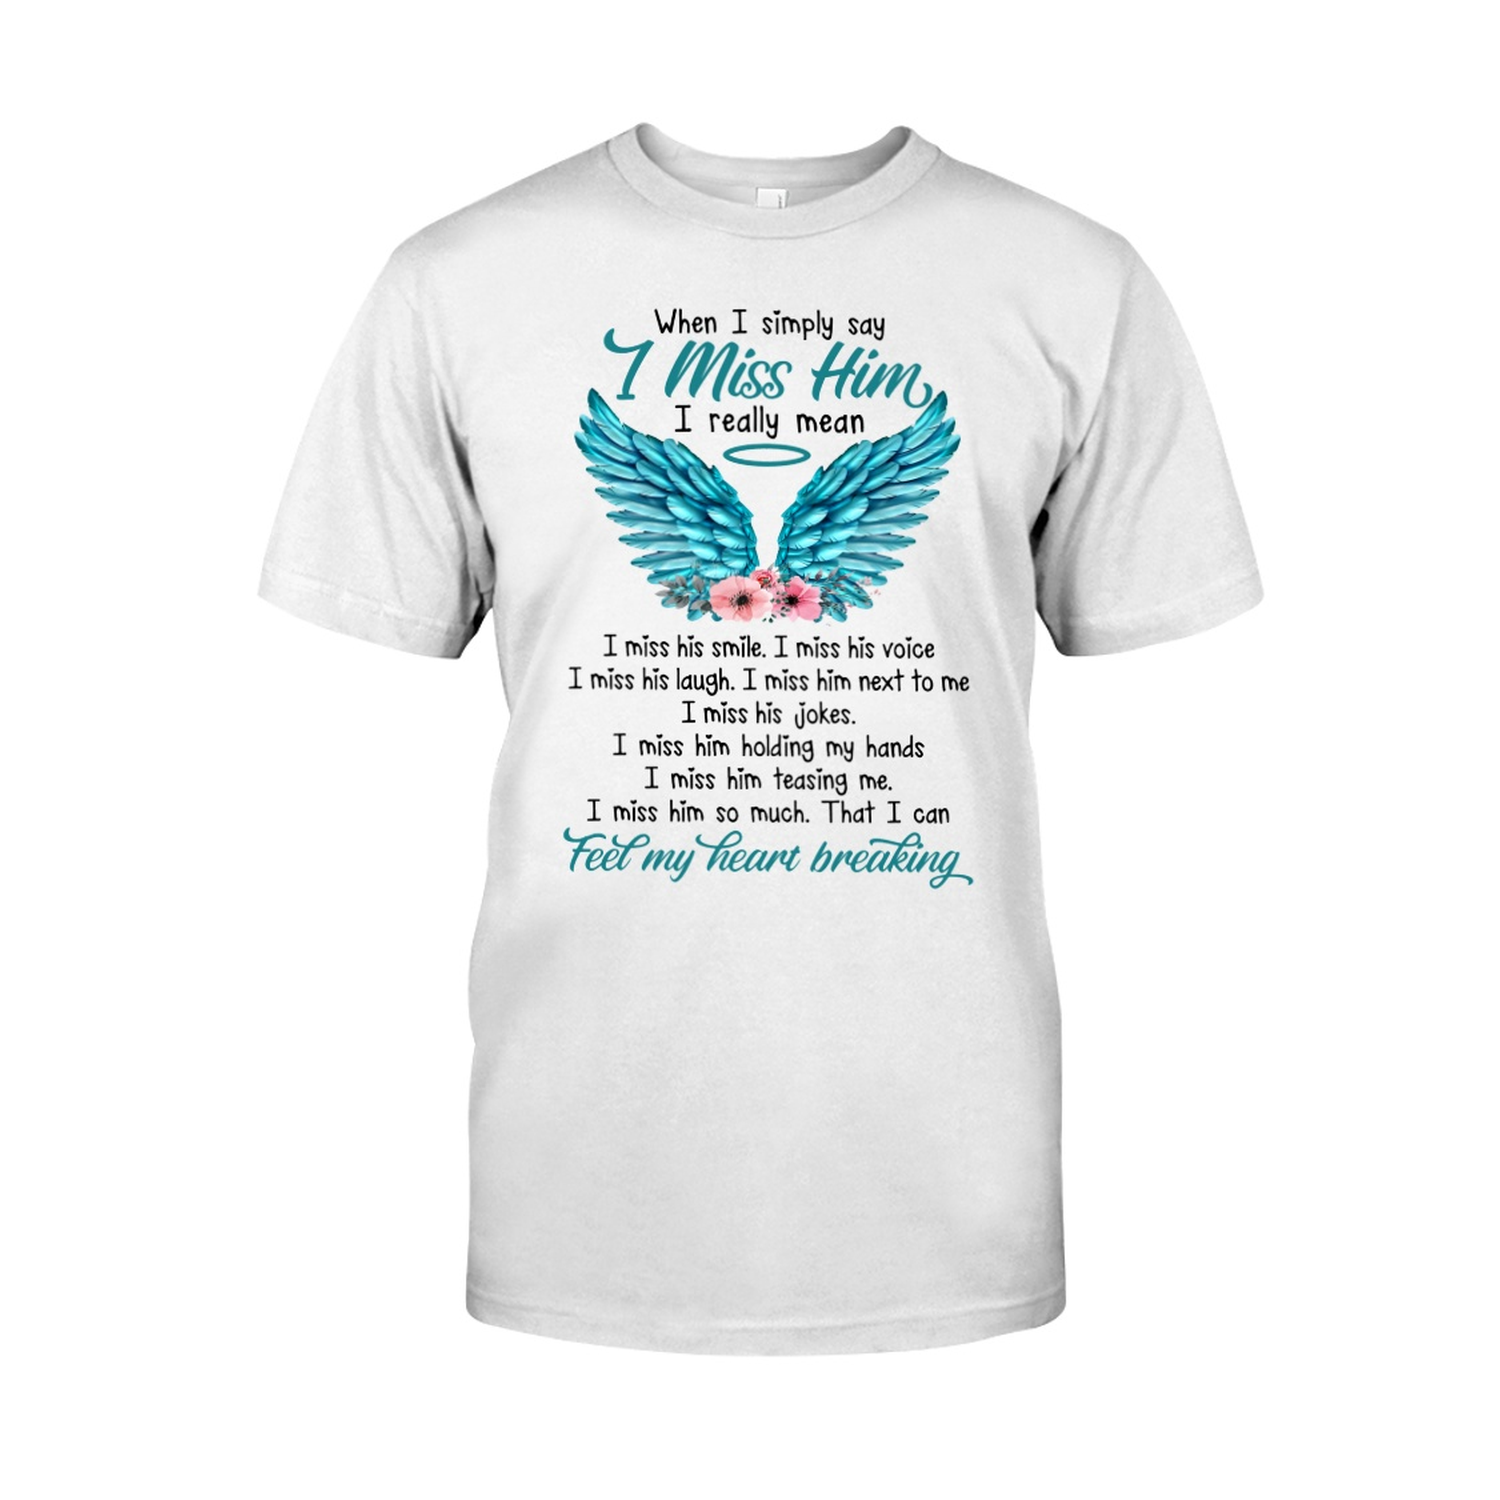 When I simply say
I Miss Him
I really mean
I miss his smile. I miss his voice
I miss his laugh. I miss him next to me
I miss his jokes.
I miss him holding my hands
I miss him teasing me.
I miss him so much. That I can
Feel my heart breaking